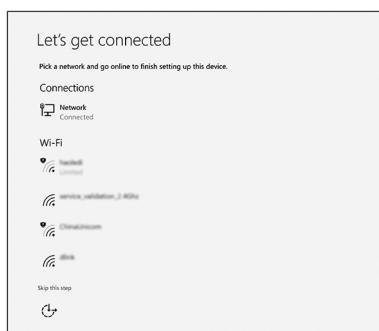 Let's get connected
Pick a network and go online to finish setting up this device.
Connections
Network
Connected
Wi-Fi
Limited
service_validation_2.4Ghz
ChinaUnicom
dlink
Skip this step